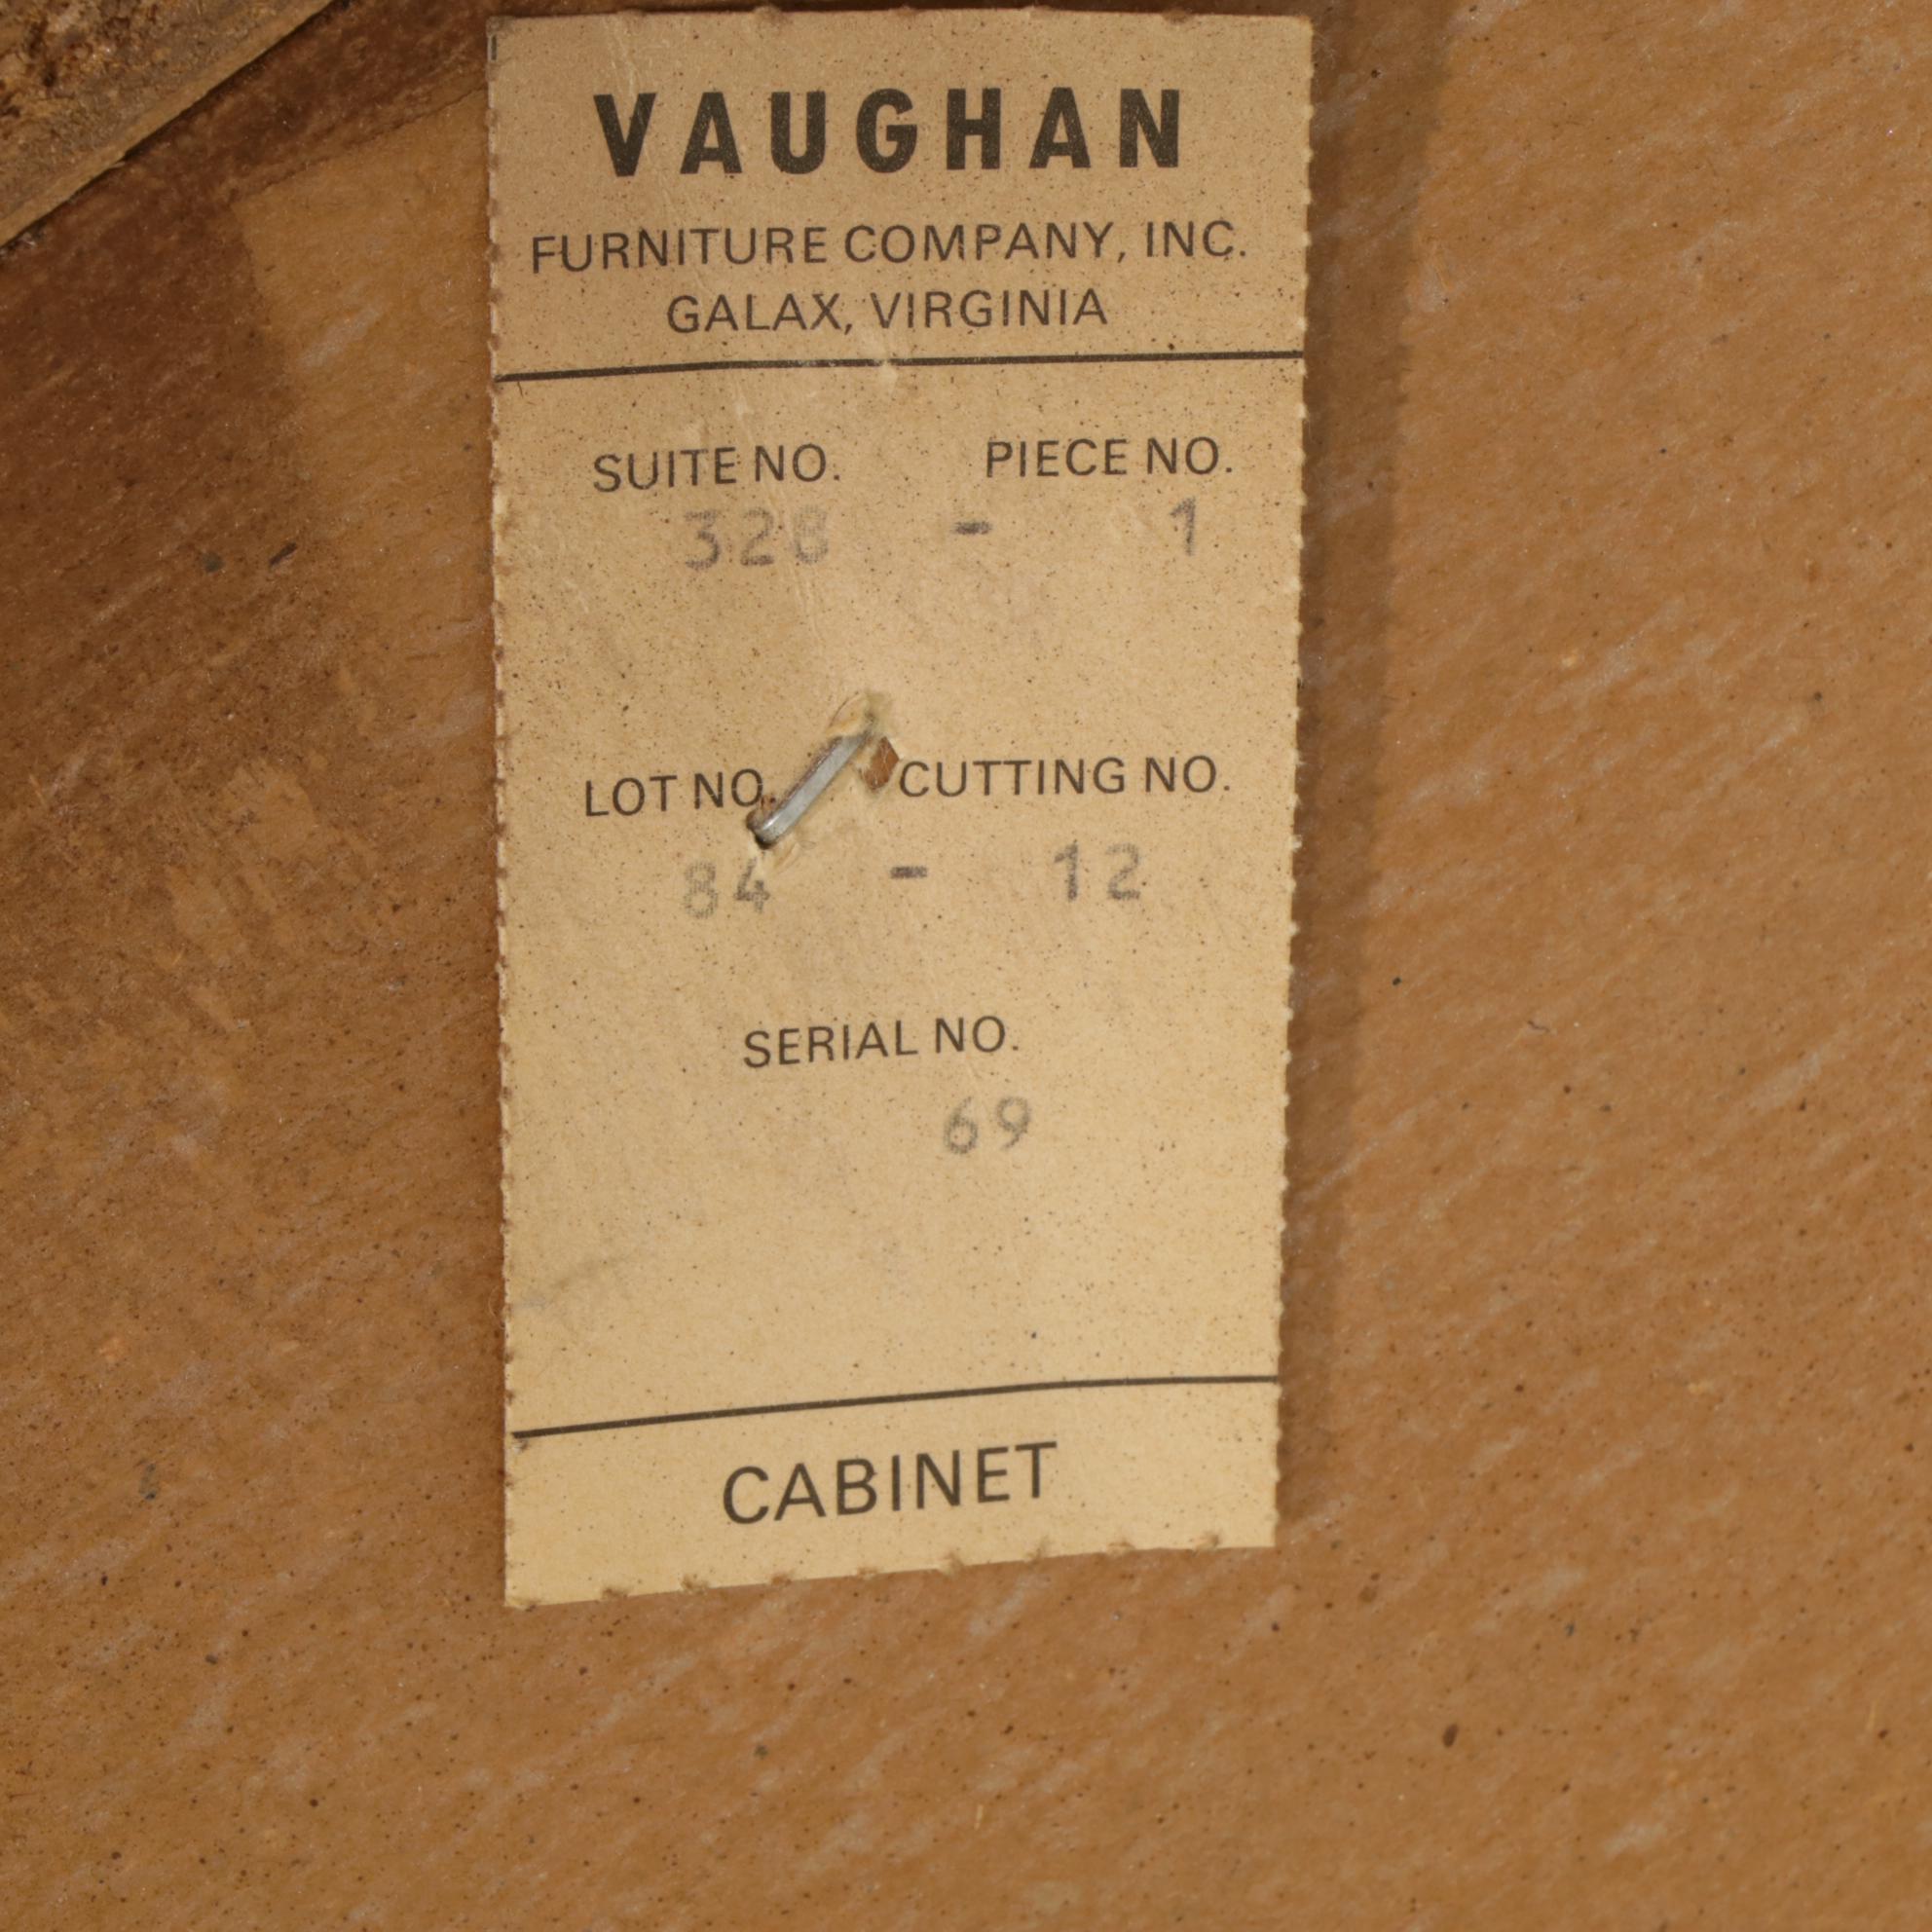 VAUGHAN
FURNITURE COMPANY, INC.
GALAX, VIRGINIA
SUITE NO. PIECE NO.
328 - 1
LOT NO. CUTTING NO.
84 - 12
SERIAL NO.
69
CABINET